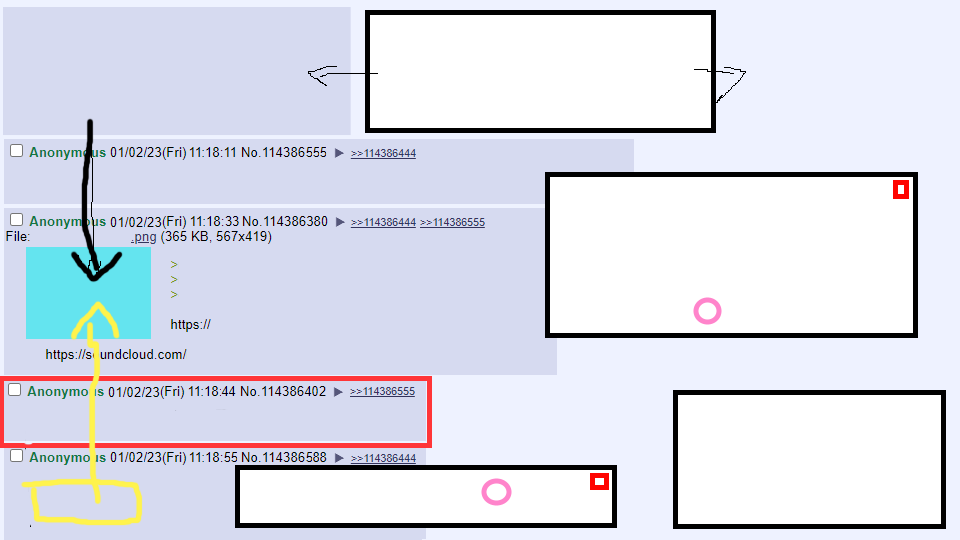 Anonymous 01/02/23(Fri) 11:18:11 No.114386555 ▶ >>114386444
Anonymous 01/02/23(Fri) 11:18:33 No.114386380 ▶ >>114386444 >>114386555
File: .png (365 KB, 567x419)
>
>
>
https://
https://soundcloud.com/
Anonymous 01/02/23(Fri) 11:18:44 No.114386402 ▶ >>114386555
Anonymous 01/02/23(Fri) 11:18:55 No.114386588 ▶ >>114386444